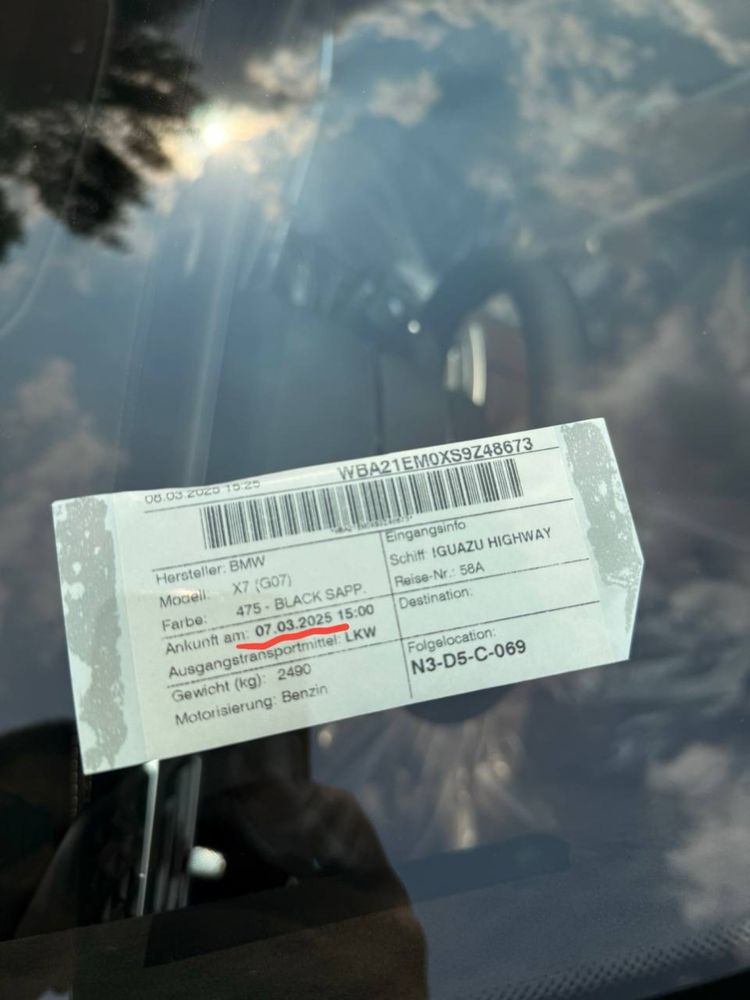 08.03.2025 15:25
WBA21EM0XS9Z48673
Hersteller: BMW
Modell: X7 (G07)
Farbe: 475 - BLACK SAPP.
Ankunft am: 07.03.2025 15:00
Ausgangstransportmittel: LKW
Gewicht (kg): 2490
Motorisierung: Benzin
Eingangsinfo
Schiff IGUAZU HIGHWAY
Reise-Nr.: 58A
Destination:
Folgelocation:
N3-D5-C-069